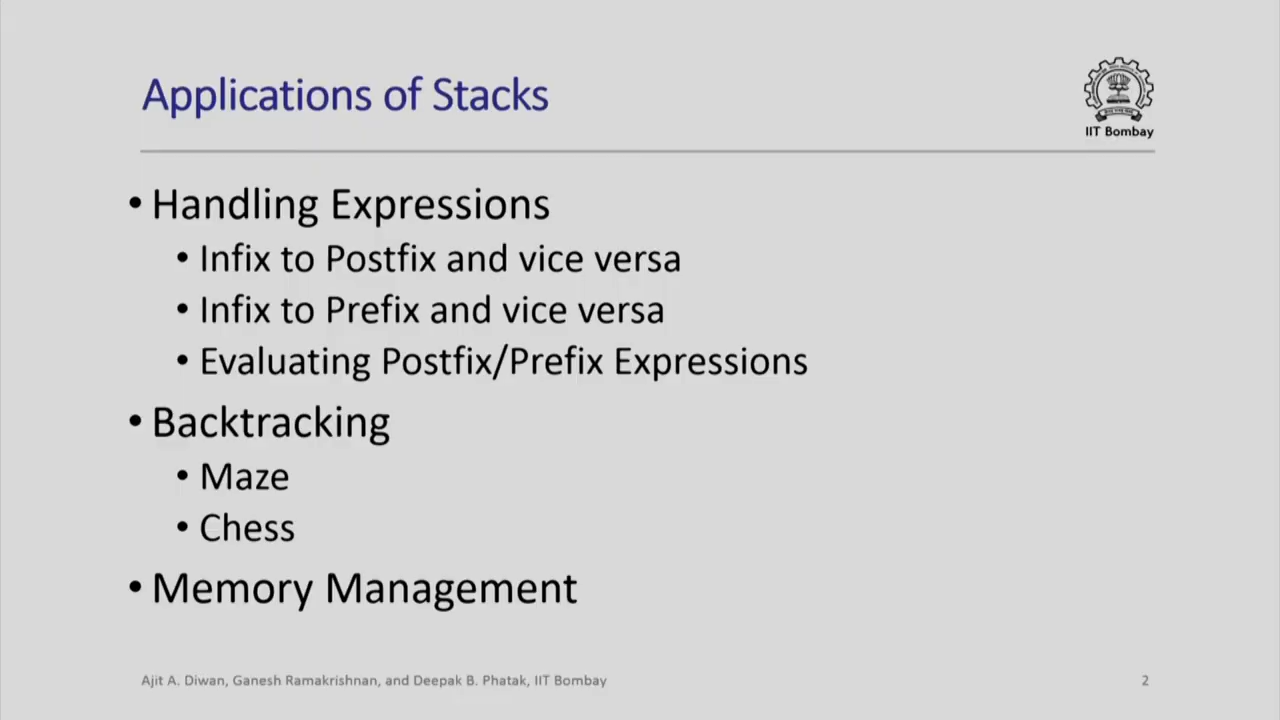 Applications of Stacks
IIT Bombay
• Handling Expressions
• Infix to Postfix and vice versa
• Infix to Prefix and vice versa
• Evaluating Postfix/Prefix Expressions
• Backtracking
• Maze
• Chess
• Memory Management
Ajit A. Diwan, Ganesh Ramakrishnan, and Deepak B. Phatak, IIT Bombay
2